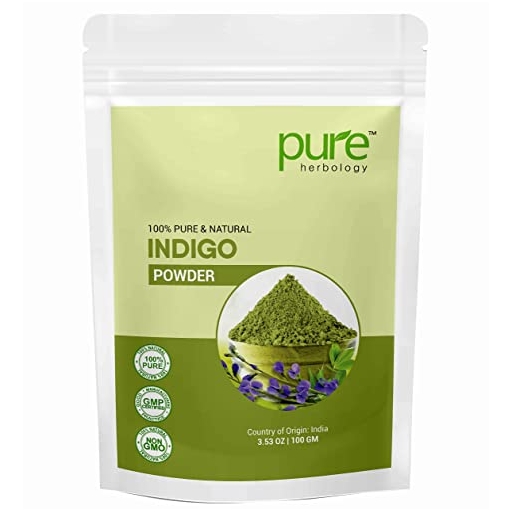 pure™
herbology
100% PURE & NATURAL
INDIGO
POWDER
100%
PURE
GMP
CERTIFIED
NON
GMO
Country of Origin: India
3.53 OZ | 100 GM